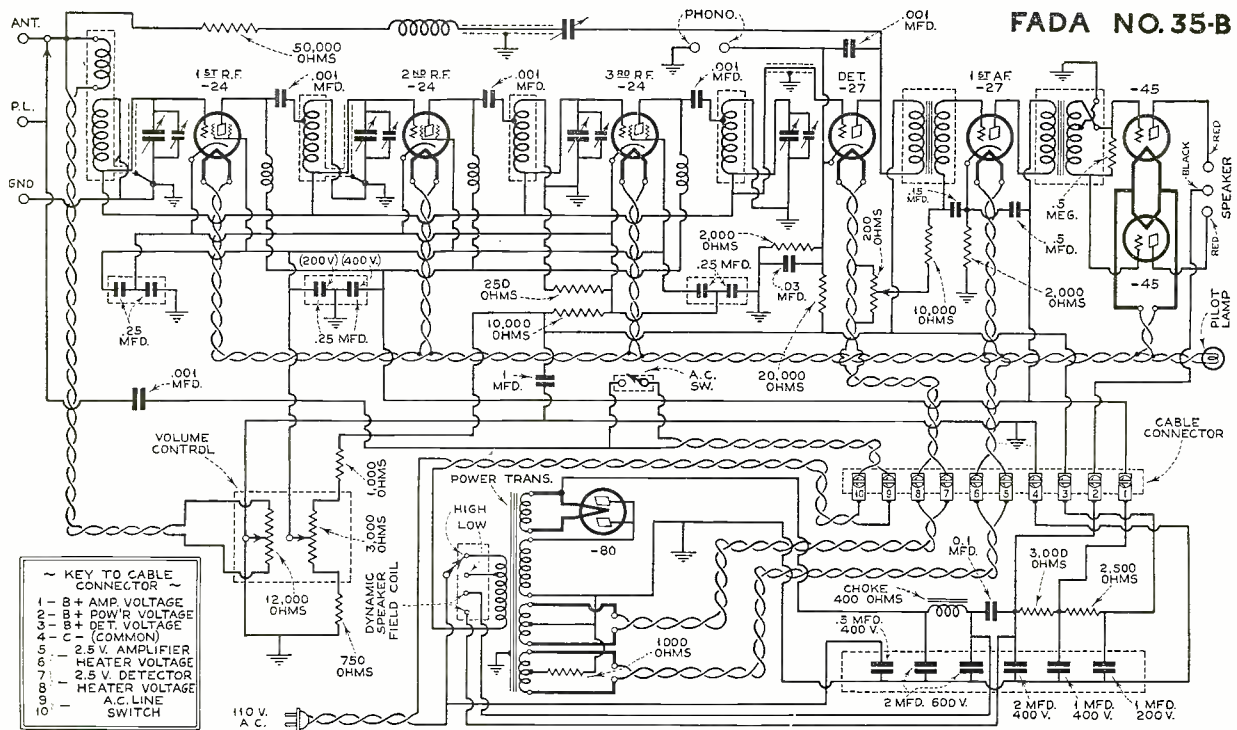 FADA NO. 35-B
ANT.
P.L.
GND
50,000
OHMS
PHONO.
.001
MFD.
1ST R.F.
-24
.001
MFD.
2ND R.F.
-24
.001
MFD.
3RD R.F.
-24
.001
MFD.
DET.
-27
1ST A.F.
-27
-45
RED
BLACK
RED
SPEAKER
.5
MEG.
-45
PILOT
LAMP
.15
MFD.
.5
MFD.
2,000
OHMS
200
OHMS
.03
MFD.
.25 MFD.
10,000
OHMS
2,000
OHMS
20,000
OHMS
250
OHMS
10,000
OHMS
(200V) (400V.)
.25 MFD.
.25
MFD.
.001
MFD.
1
MFD.
A.C.
SW.
CABLE
CONNECTOR
10 9 8 7 6 5 4 3 2 1
VOLUME
CONTROL
1,000
OHMS
3,000
OHMS
12,000
OHMS
750
OHMS
POWER TRANS.
HIGH
LOW
DYNAMIC
SPEAKER
FIELD COIL
-80
1000
OHMS
0.1
MFD.
CHOKE
400 OHMS
3,000
OHMS
2,500
OHMS
.3 MFD.
400 V.
2 MFD. 600 V.
2 MFD.
400 V.
1 MFD.
400 V.
1 MFD.
200 V.
110 V.
A.C.
~ KEY TO CABLE
CONNECTOR ~
1 - B + AMP. VOLTAGE
2 - B + POW'R VOLTAGE
3 - B + DET. VOLTAGE
4 - C - (COMMON)
5 _ 2.5 V. AMPLIFIER
6 HEATER VOLTAGE
7 _ 2.5 V. DETECTOR
8 HEATER VOLTAGE
9 _ A.C. LINE
10 SWITCH